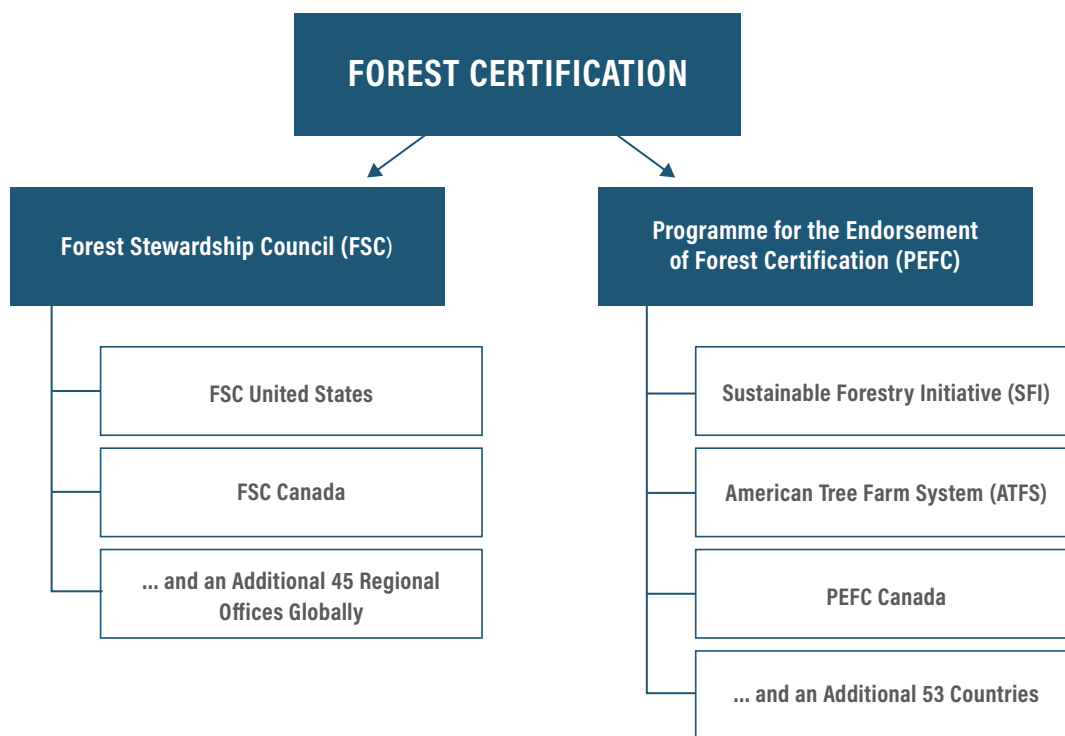 FOREST CERTIFICATION
Forest Stewardship Council (FSC)
FSC United States
FSC Canada
... and an Additional 45 Regional
Offices Globally
Programme for the Endorsement
of Forest Certification (PEFC)
Sustainable Forestry Initiative (SFI)
American Tree Farm System (ATFS)
PEFC Canada
... and an Additional 53 Countries